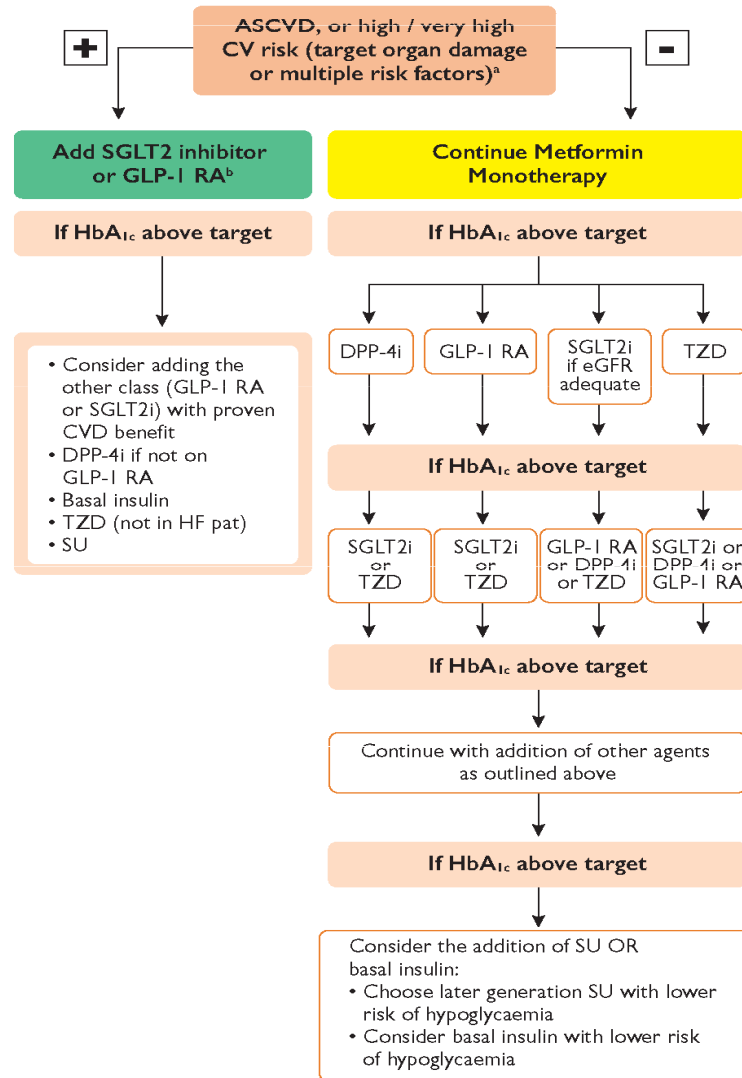 ASCVD, or high / very high
CV risk (target organ damage
or multiple risk factors)ᵃ
+
-
Add SGLT2 inhibitor
or GLP-1 RAᵇ
If HbA₁c above target
• Consider adding the
other class (GLP-1 RA
or SGLT2i) with proven
CVD benefit
• DPP-4i if not on
GLP-1 RA
• Basal insulin
• TZD (not in HF pat)
• SU
Continue Metformin
Monotherapy
If HbA₁c above target
DPP-4i
GLP-1 RA
SGLT2i
if eGFR
adequate
TZD
If HbA₁c above target
SGLT2i
or
TZD
SGLT2i
or
TZD
GLP-1 RA
or DPP-4i
or TZD
SGLT2i or
DPP-4i or
GLP-1 RA
If HbA₁c above target
Continue with addition of other agents
as outlined above
If HbA₁c above target
Consider the addition of SU OR
basal insulin:
• Choose later generation SU with lower
risk of hypoglycaemia
• Consider basal insulin with lower risk
of hypoglycaemia